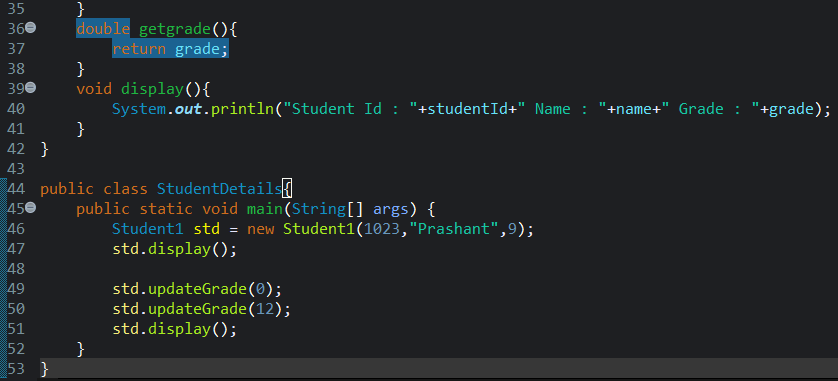 35     }
36     double getgrade(){
37         return grade;
38     }
39     void display(){
40         System.out.println("Student Id : "+studentId+" Name : "+name+" Grade : "+grade);
41     }
42 }
43
44 public class StudentDetails{
45     public static void main(String[] args) {
46         Student1 std = new Student1(1023,"Prashant",9);
47         std.display();
48
49         std.updateGrade(0);
50         std.updateGrade(12);
51         std.display();
52     }
53 }